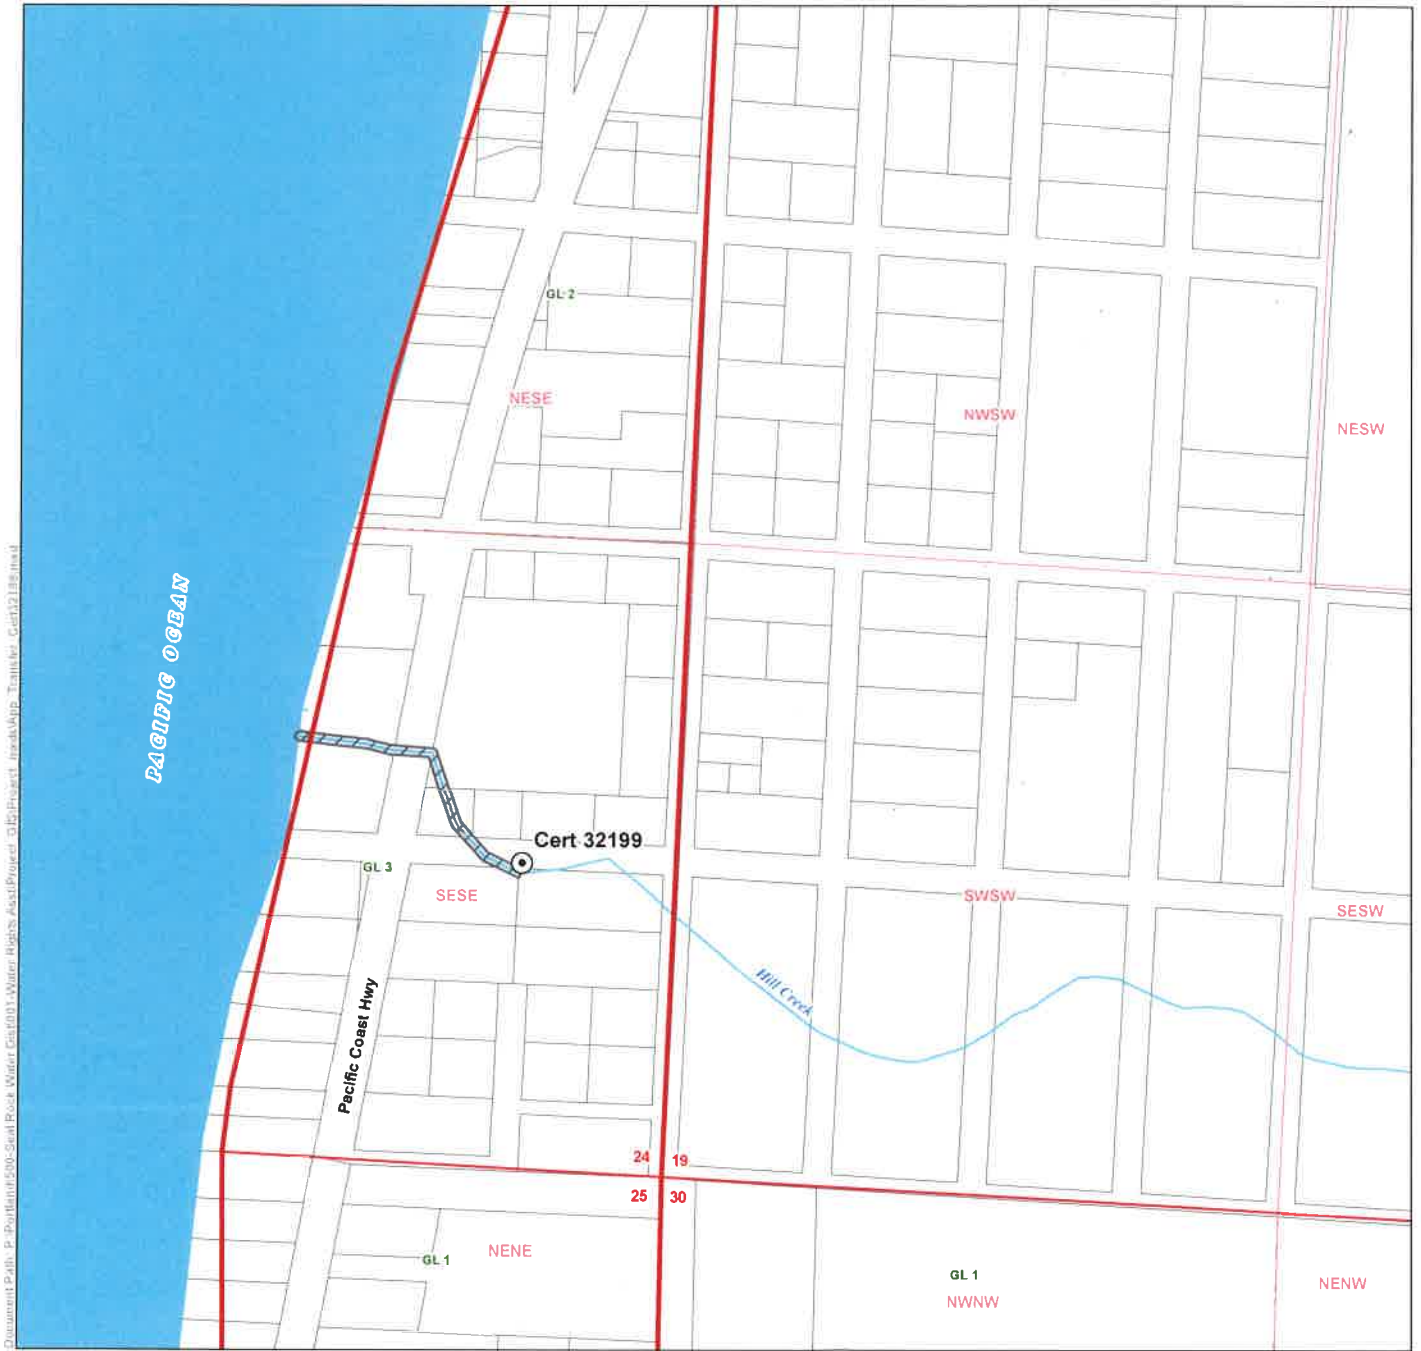 GL 2
NESE
NWSW
NESW
PACIFIC OCEAN
Cert 32199
GL 3
SESE
SWSW
SESW
Hill Creek
Pacific Coast Hwy
24 19
25 30
NENE
GL 1
GL 1
NWNW
NENW